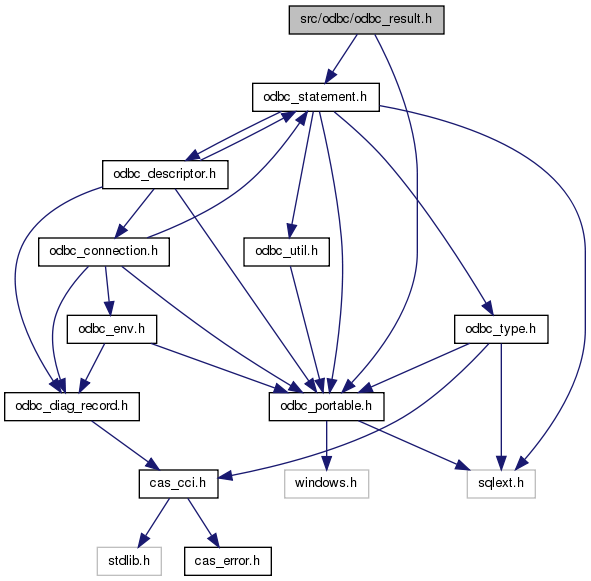 src/odbc/odbc_result.h
odbc_statement.h
odbc_descriptor.h
odbc_connection.h
odbc_util.h
odbc_env.h
odbc_type.h
odbc_diag_record.h
odbc_portable.h
cas_cci.h
windows.h
sqlext.h
stdlib.h
cas_error.h